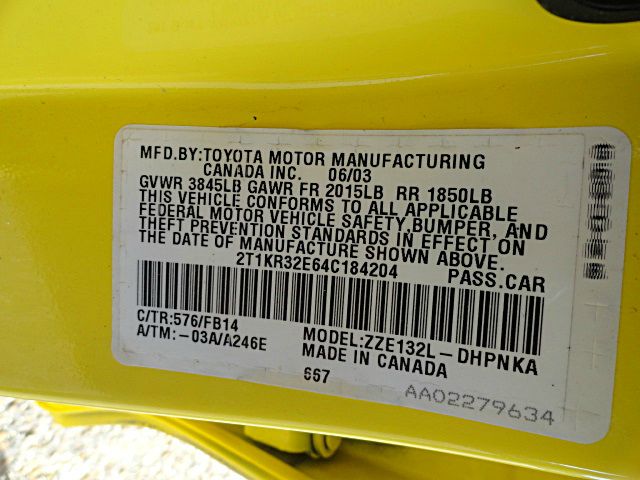 MFD.BY:TOYOTA MOTOR MANUFACTURING
CANADA INC. 06/03
GVWR 3845LB GAWR FR 2015LB RR 1850LB
THIS VEHICLE CONFORMS TO ALL APPLICABLE
FEDERAL MOTOR VEHICLE SAFETY,BUMPER, AND
THEFT PREVENTION STANDARDS IN EFFECT ON
THE DATE OF MANUFACTURE SHOWN ABOVE.
2T1KR32E64C184204 PASS.CAR
C/TR:576/FB14 MODEL:ZZE132L-DHPNKA
A/TM:-03A/A246E MADE IN CANADA
667
AA02279634